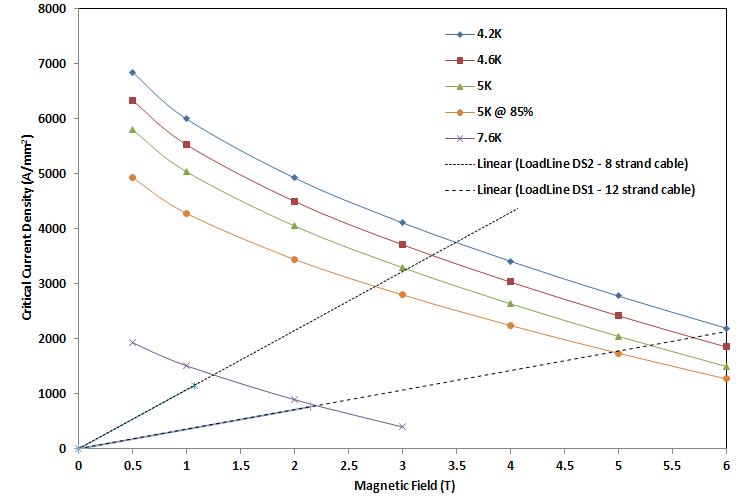 8000
7000
6000
5000
4000
3000
2000
1000
0
Critical Current Density (A/mm²)
4.2K
4.6K
5K
5K @ 85%
7.6K
Linear (LoadLine DS2 - 8 strand cable)
Linear (LoadLine DS1 - 12 strand cable)
0 0.5 1 1.5 2 2.5 3 3.5 4 4.5 5 5.5 6
Magnetic Field (T)